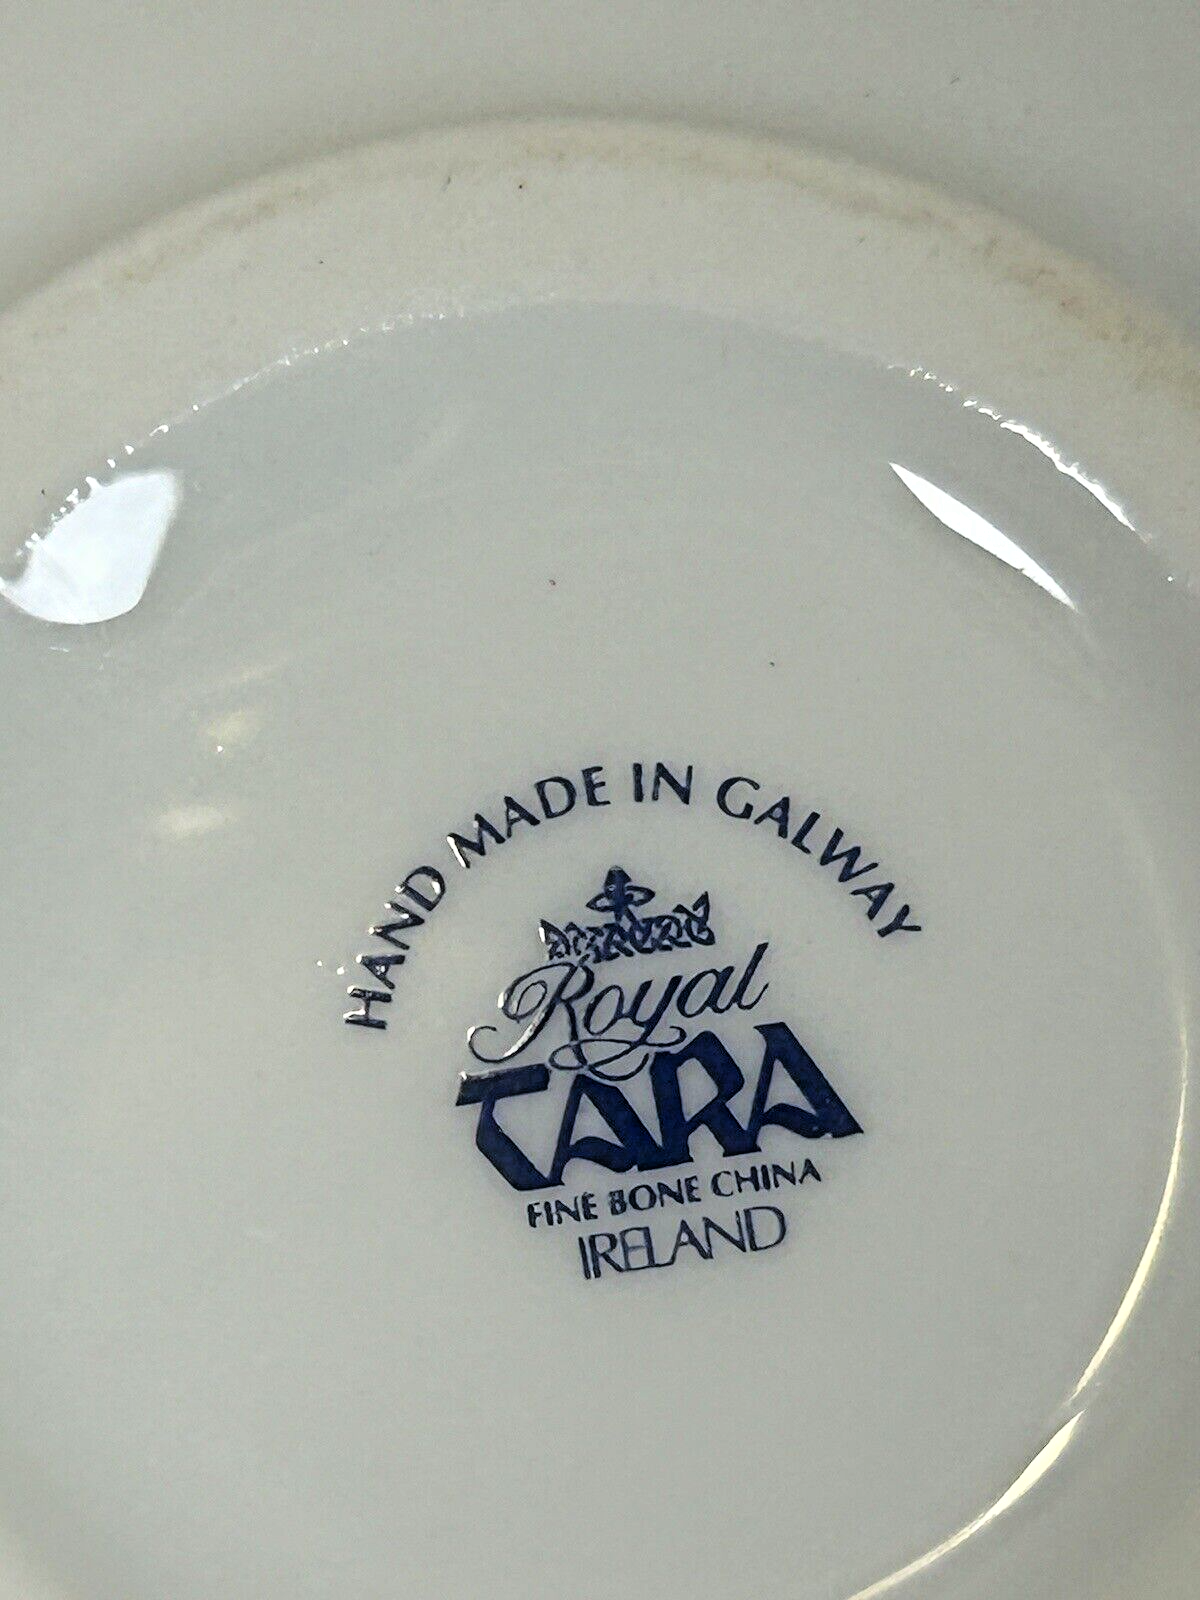 HAND MADE IN GALWAY
Royal
TARA
FINE BONE CHINA
IRELAND